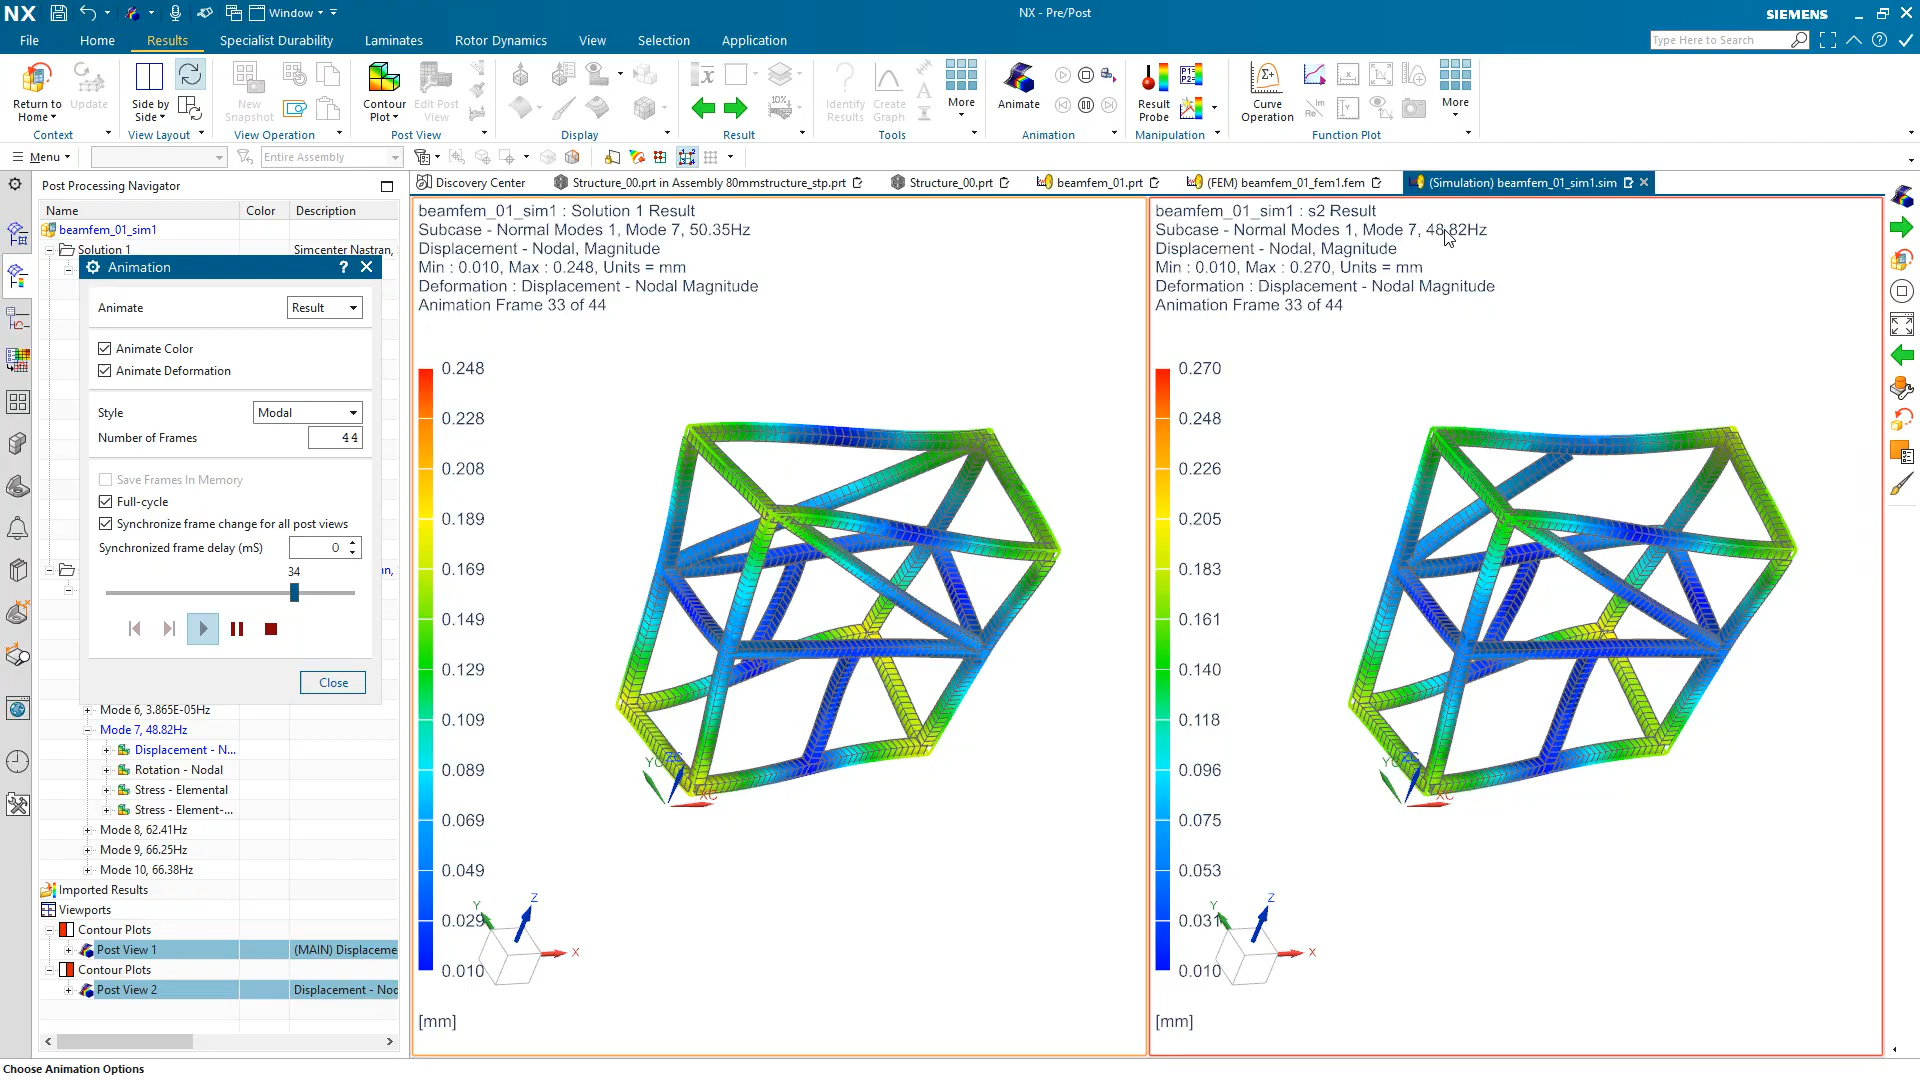 NX
Window
NX - Pre/Post
SIEMENS
File
Home
Results
Specialist Durability
Laminates
Rotor Dynamics
View
Selection
Application
Type Here to Search
Return to Home
Update
Side by Side
New Snapshot
Contour Plot
Edit Post View
Identify Results
Create Graph
More
Animate
Result Probe
Curve Operation
More
Context
View Layout
View Operation
Post View
Display
Result
Tools
Animation
Manipulation
Function Plot
Menu
Entire Assembly
Post Processing Navigator
Discovery Center
Structure_00.prt in Assembly 80mmstructure_stp.prt
Structure_00.prt
beamfem_01.prt
(FEM) beamfem_01_fem1.fem
(Simulation) beamfem_01_sim1.sim
Name
Color
Description
beamfem_01_sim1
Solution 1
Simcenter Nastran,
Animation
Animate
Result
Animate Color
Animate Deformation
Style
Modal
Number of Frames
44
Save Frames In Memory
Full-cycle
Synchronize frame change for all post views
Synchronized frame delay (mS)
0
34
Close
Mode 6, 3.865E-05Hz
Mode 7, 48.82Hz
Displacement - N...
Rotation - Nodal
Stress - Elemental
Stress - Element-...
Mode 8, 62.41Hz
Mode 9, 66.25Hz
Mode 10, 66.38Hz
Imported Results
Viewports
Contour Plots
Post View 1
(MAIN) Displaceme
Contour Plots
Post View 2
Displacement - Noc
Choose Animation Options
beamfem_01_sim1 : Solution 1 Result
Subcase - Normal Modes 1, Mode 7, 50.35Hz
Displacement - Nodal, Magnitude
Min : 0.010, Max : 0.248, Units = mm
Deformation : Displacement - Nodal Magnitude
Animation Frame 33 of 44
0.248
0.228
0.208
0.189
0.169
0.149
0.129
0.109
0.089
0.069
0.049
0.029
0.010
[mm]
XC
Y
Z
X
beamfem_01_sim1 : s2 Result
Subcase - Normal Modes 1, Mode 7, 48.82Hz
Displacement - Nodal, Magnitude
Min : 0.010, Max : 0.270, Units = mm
Deformation : Displacement - Nodal Magnitude
Animation Frame 33 of 44
0.270
0.248
0.226
0.205
0.183
0.161
0.140
0.118
0.096
0.075
0.053
0.031
0.010
[mm]
XC
Y
Z
X